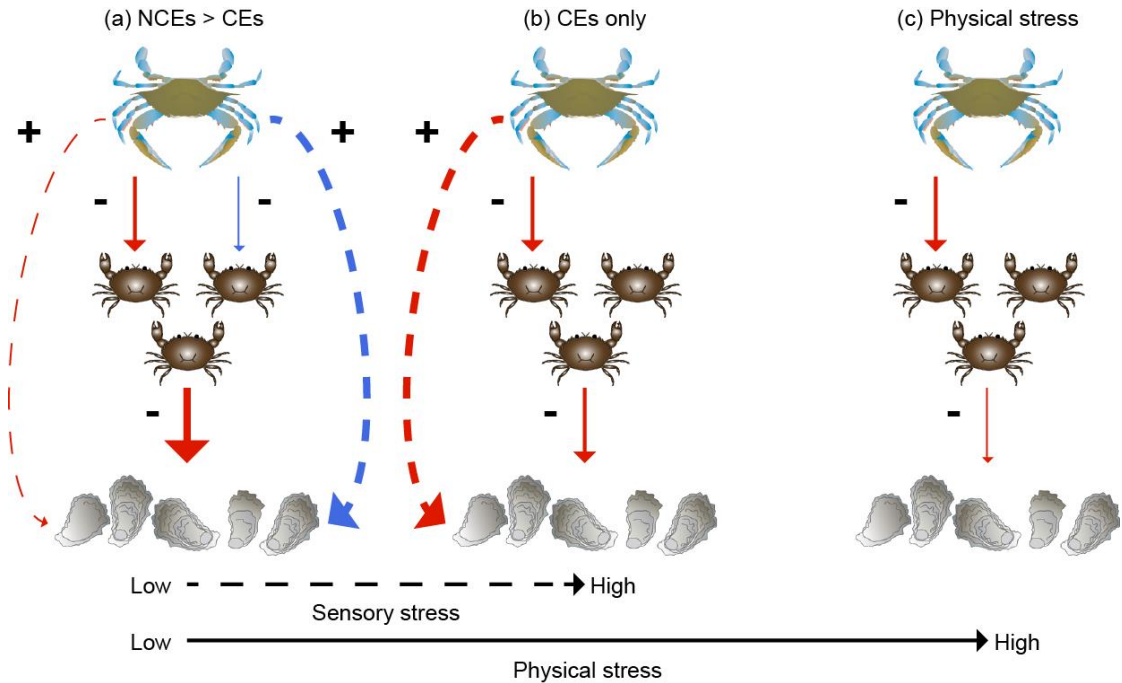 (a) NCEs > CEs
(b) CEs only
(c) Physical stress
+
+
+
-
-
-
-
-
-
-
Low
High
Sensory stress
Low
High
Physical stress